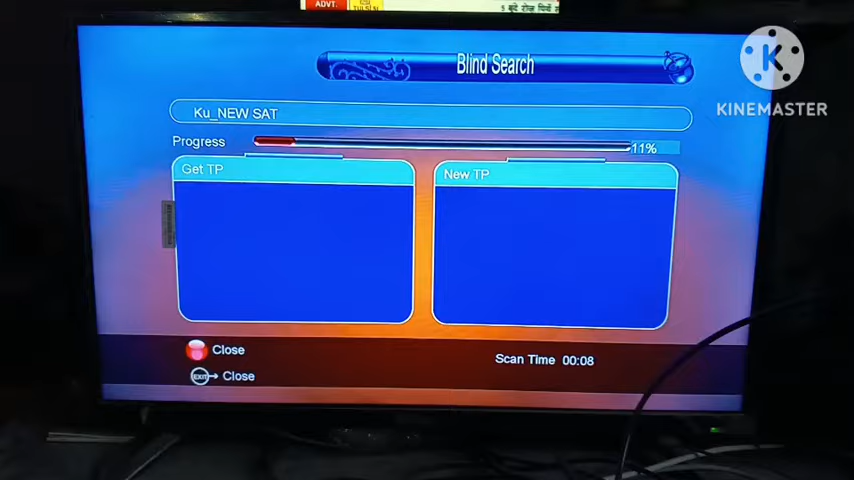 ADVT.
5 बूंदे रोज़ पियें
Blind Search
KINEMASTER
Ku_NEW SAT
Progress
11%
Get TP
New TP
Close
Scan Time 00:08
EXIT Close